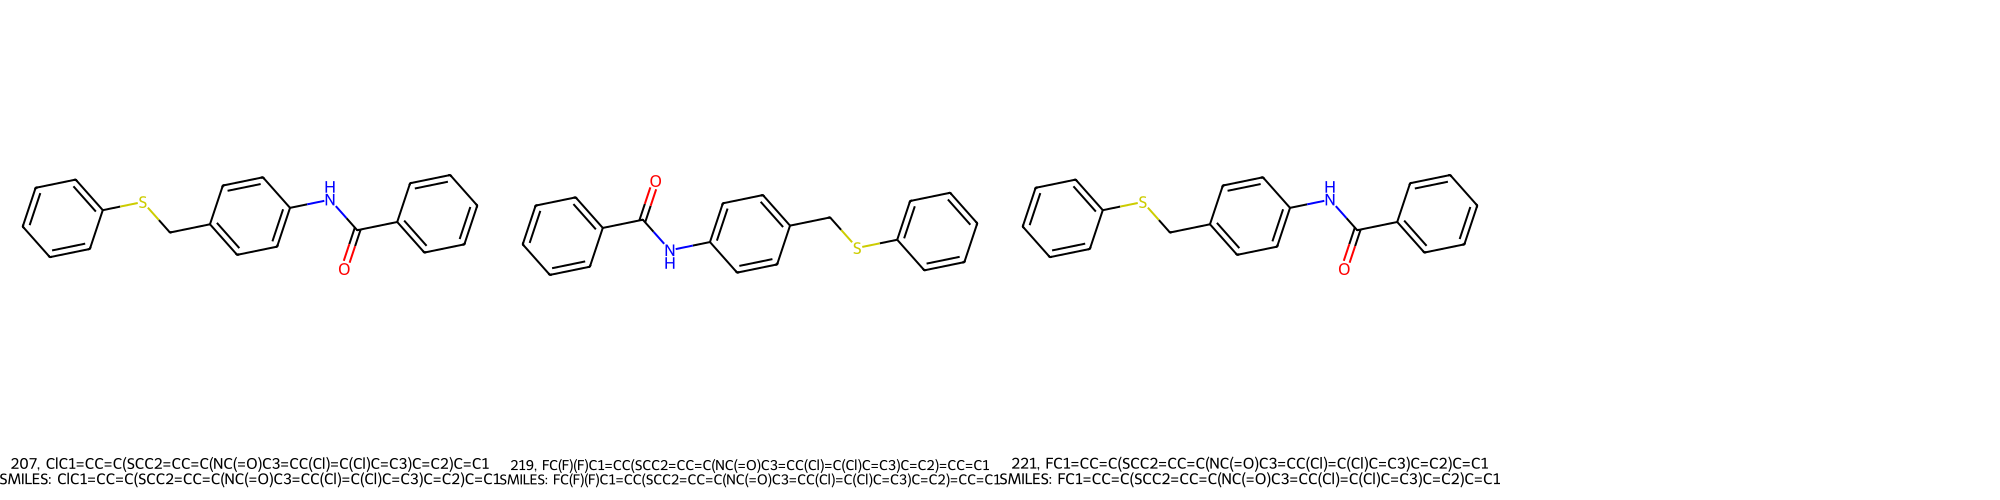 S
H
N
O
O
N
H
S
S
H
N
O
207, ClC1=CC=C(SCC2=CC=C(NC(=O)C3=CC(Cl)=C(Cl)C=C3)C=C2)C=C1
SMILES: ClC1=CC=C(SCC2=CC=C(NC(=O)C3=CC(Cl)=C(Cl)C=C3)C=C2)C=C1
219, FC(F)(F)C1=CC(SCC2=CC=C(NC(=O)C3=CC(Cl)=C(Cl)C=C3)C=C2)=CC=C1
SMILES: FC(F)(F)C1=CC(SCC2=CC=C(NC(=O)C3=CC(Cl)=C(Cl)C=C3)C=C2)=CC=C1
221, FC1=CC=C(SCC2=CC=C(NC(=O)C3=CC(Cl)=C(Cl)C=C3)C=C2)C=C1
SMILES: FC1=CC=C(SCC2=CC=C(NC(=O)C3=CC(Cl)=C(Cl)C=C3)C=C2)C=C1